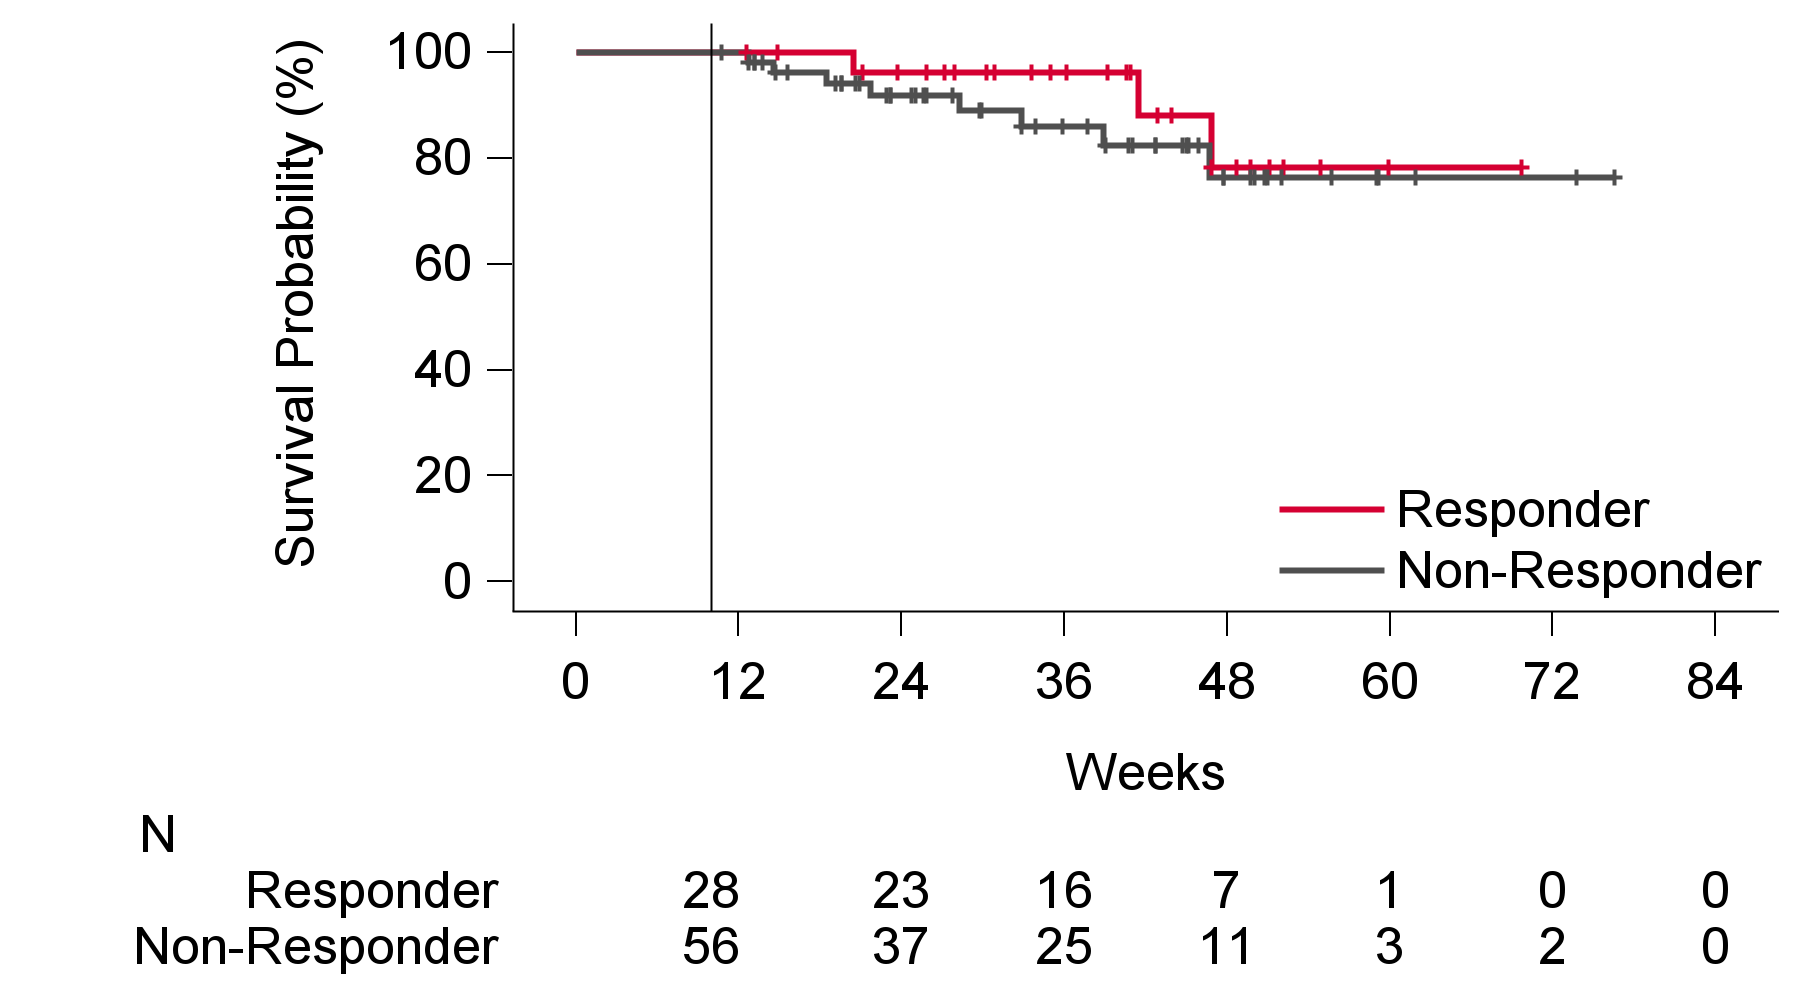 Survival Probability (%)
100
80
60
40
20
0
Responder
Non-Responder
0 12 24 36 48 60 72 84
Weeks
N
Responder 28 23 16 7 1 0 0
Non-Responder 56 37 25 11 3 2 0